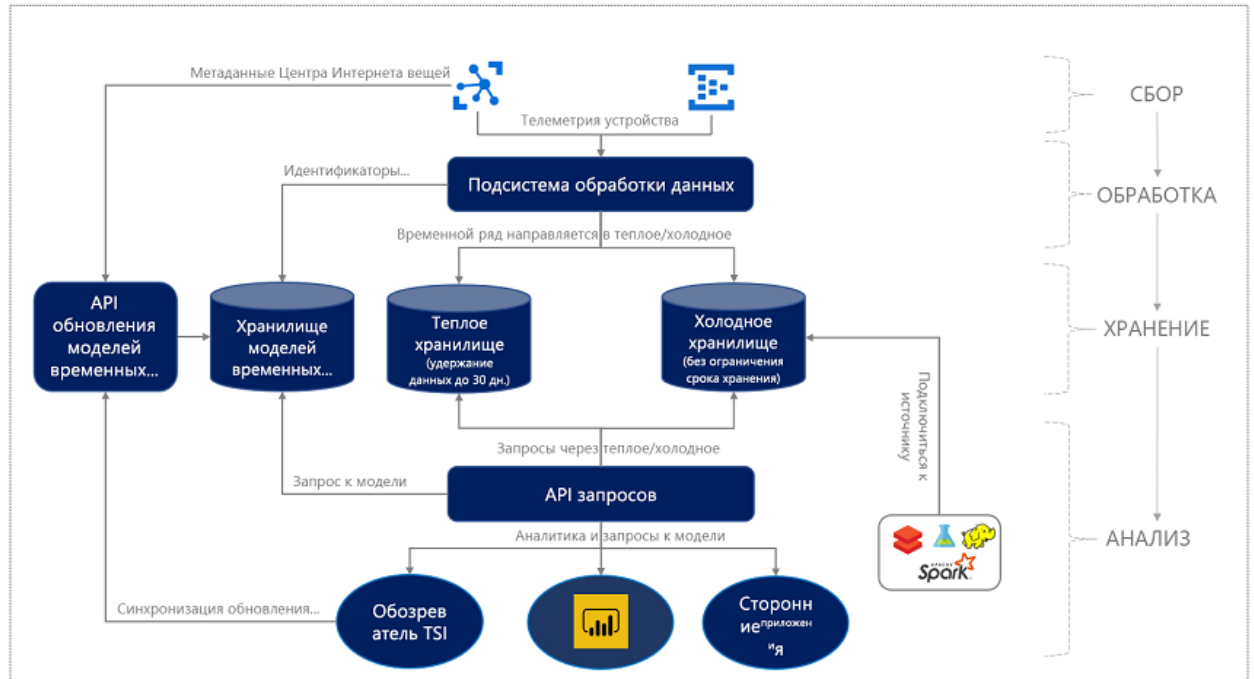 Метаданные Центра Интернета вещей
СБОР
Телеметрия устройства
Идентификаторы...
Подсистема обработки данных
ОБРАБОТКА
Временной ряд направляется в теплое/холодное
API
обновления
моделей
временных...
Хранилище
моделей
временных...
Теплое
хранилище
(удержание
данных до 30 дн.)
Холодное
хранилище
(без ограничения
срока хранения)
ХРАНЕНИЕ
Подключиться к
источнику
Запросы через теплое/холодное
Запрос к модели
API запросов
Аналитика и запросы к модели
АНАЛИЗ
APACHE
Spark
Синхронизация обновления...
Обозрев
атель TSI
Сторонн
иеприложен
ия